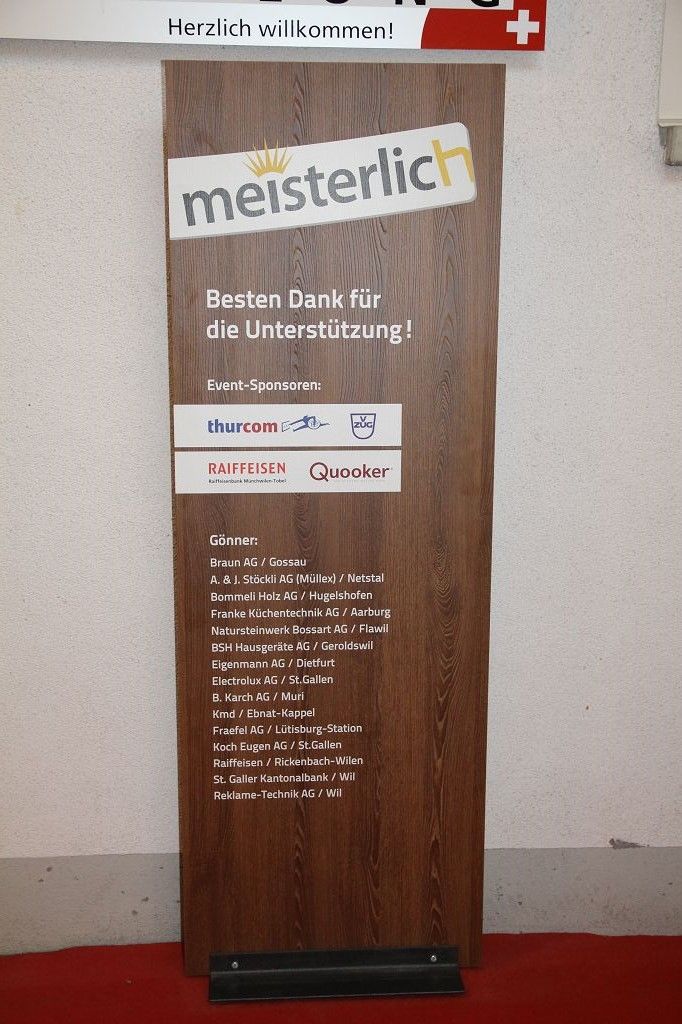 Herzlich willkommen!
meisterlich
Besten Dank für
die Unterstützung!
Event-Sponsoren:
thurcom V ZUG
RAIFFEISEN Quooker®
Raiffeisenbank Münchwilen-Tobel
Gönner:
Braun AG / Gossau
A. & J. Stöckli AG (Müllex) / Netstal
Bommeli Holz AG / Hugelshofen
Franke Küchentechnik AG / Aarburg
Natursteinwerk Bossart AG / Flawil
BSH Hausgeräte AG / Geroldswil
Eigenmann AG / Dietfurt
Electrolux AG / St.Gallen
B. Karch AG / Muri
Kmd / Ebnat-Kappel
Fraefel AG / Lütisburg-Station
Koch Eugen AG / St.Gallen
Raiffeisen / Rickenbach-Wilen
St. Galler Kantonalbank / Wil
Reklame-Technik AG / Wil